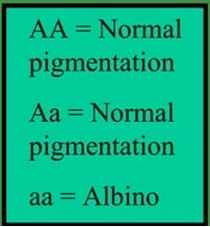 AA = Normal
pigmentation
Aa = Normal
pigmentation
aa = Albino